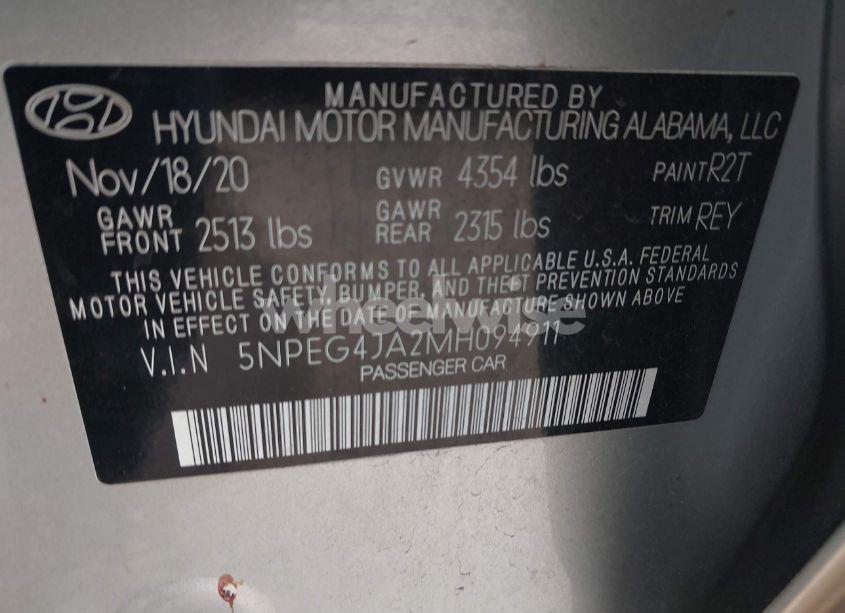 MANUFACTURED BY
HYUNDAI MOTOR MANUFACTURING ALABAMA, LLC
Nov/18/20 GVWR 4354 lbs PAINT R2T
GAWR FRONT 2513 lbs GAWR REAR 2315 lbs TRIM REY
THIS VEHICLE CONFORMS TO ALL APPLICABLE U.S.A. FEDERAL
MOTOR VEHICLE SAFETY, BUMPER, AND THEFT PREVENTION STANDARDS
IN EFFECT ON THE DATE OF MANUFACTURE SHOWN ABOVE
wheelwise
V.I.N 5NPEG4JA2MH094911
PASSENGER CAR